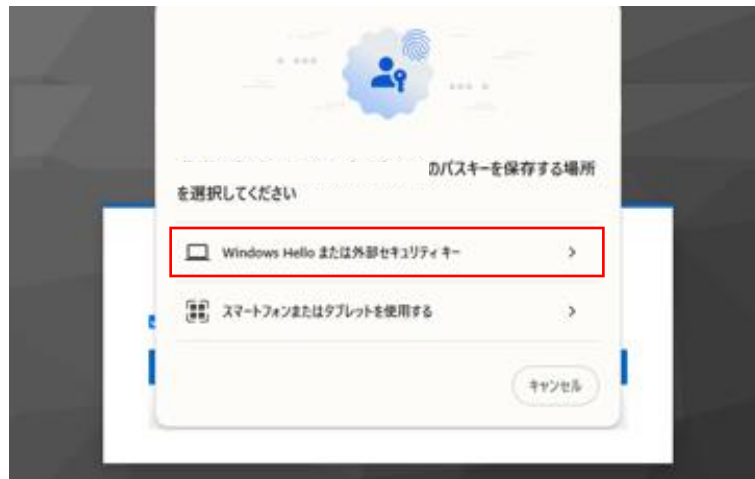 のパスキーを保存する場所
を選択してください
Windows Hello または外部セキュリティ キー
スマートフォンまたはタブレットを使用する
キャンセル